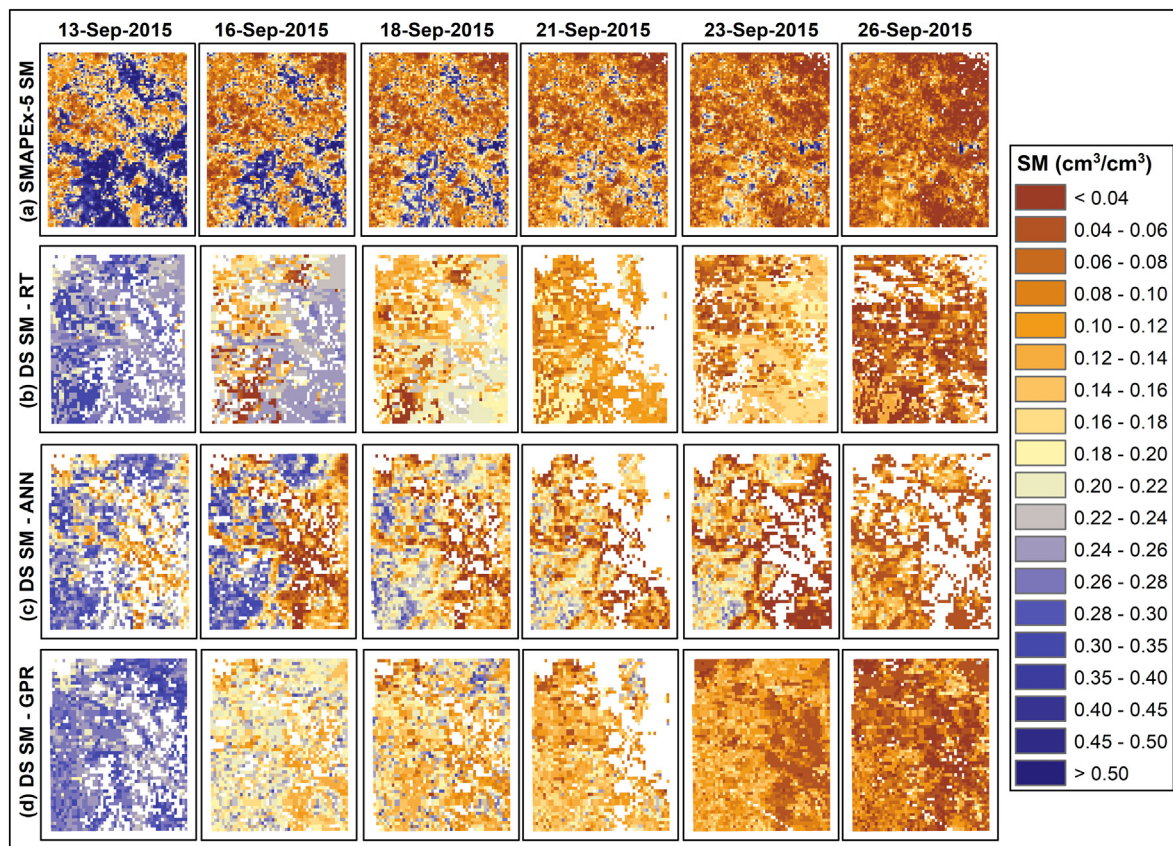 13-Sep-2015 16-Sep-2015 18-Sep-2015 21-Sep-2015 23-Sep-2015 26-Sep-2015
(a) SMAPEx-5 SM
(b) DS SM - RT
(c) DS SM - ANN
(d) DS SM - GPR
SM (cm³/cm³)
< 0.04
0.04 - 0.06
0.06 - 0.08
0.08 - 0.10
0.10 - 0.12
0.12 - 0.14
0.14 - 0.16
0.16 - 0.18
0.18 - 0.20
0.20 - 0.22
0.22 - 0.24
0.24 - 0.26
0.26 - 0.28
0.28 - 0.30
0.30 - 0.35
0.35 - 0.40
0.40 - 0.45
0.45 - 0.50
> 0.50